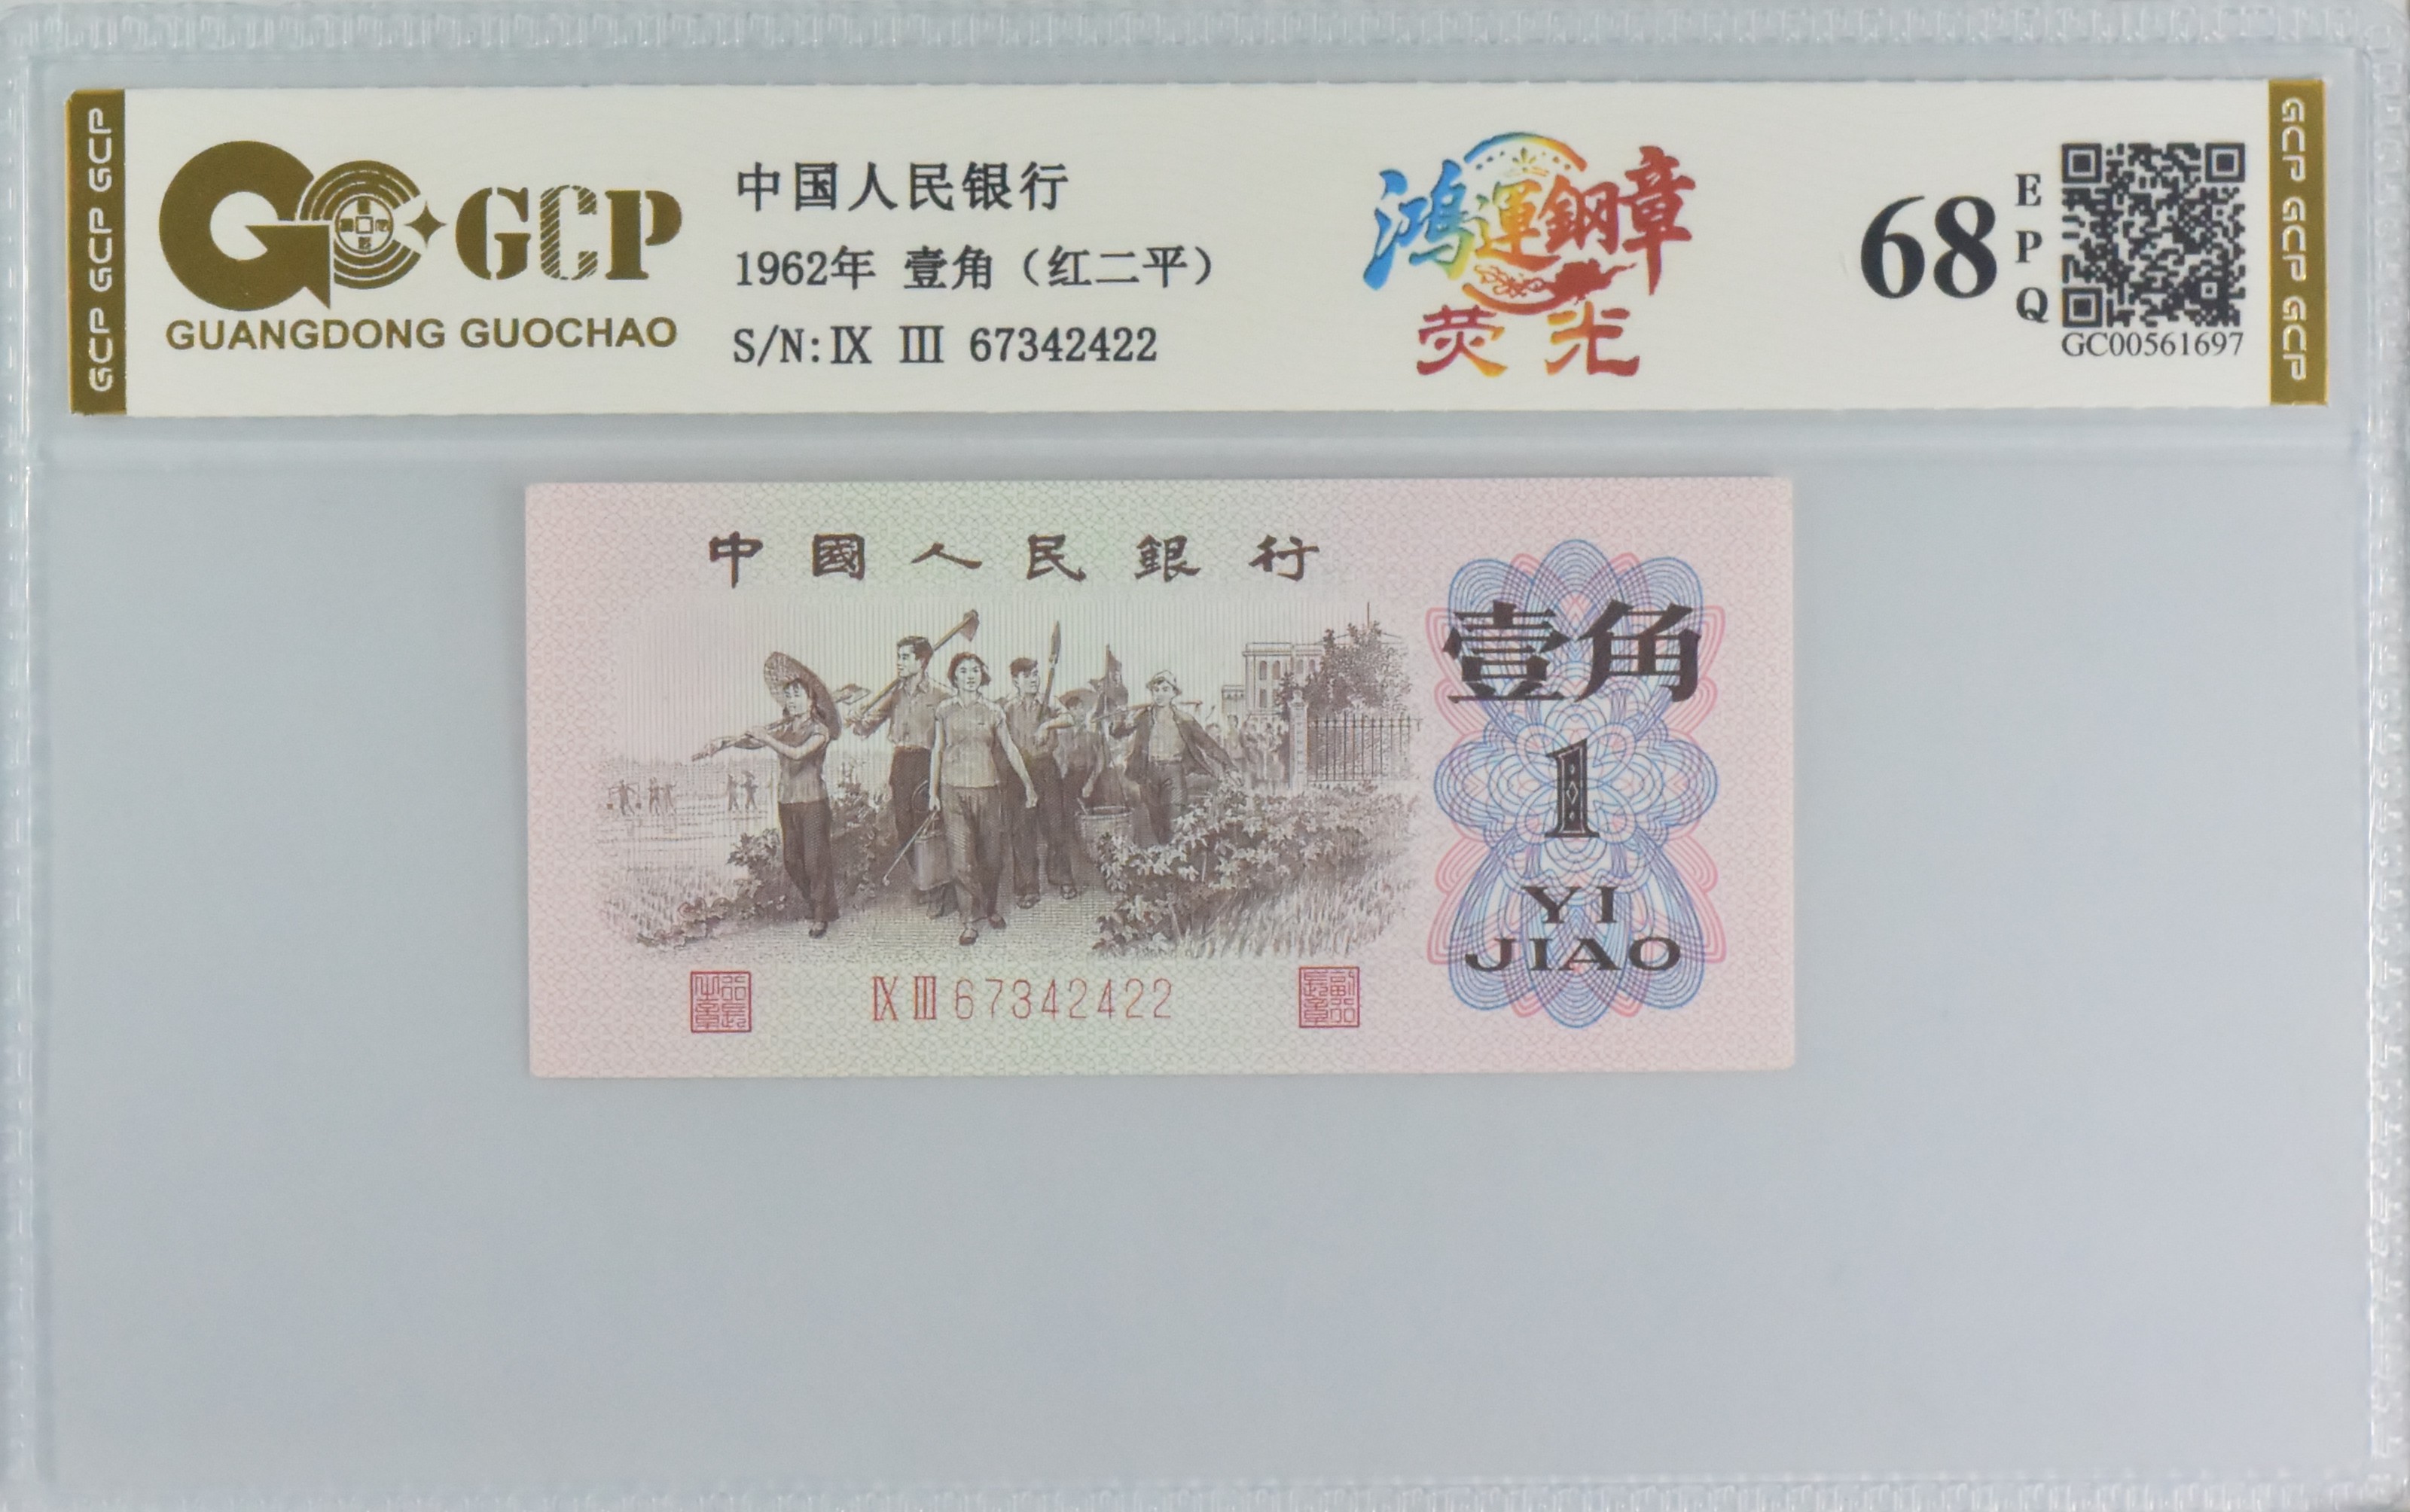 GCP GCP GCP
GCP
GUANGDONG GUOCHAO
中国人民银行
1962年 壹角（红二平）
S/N:Ⅸ Ⅲ 67342422
鸿運鋼章
荧光
68
EPQ
GC00561697
GCP GCP GCP
中國人民銀行
壹角
1
YI
JIAO
Ⅸ Ⅲ 67342422